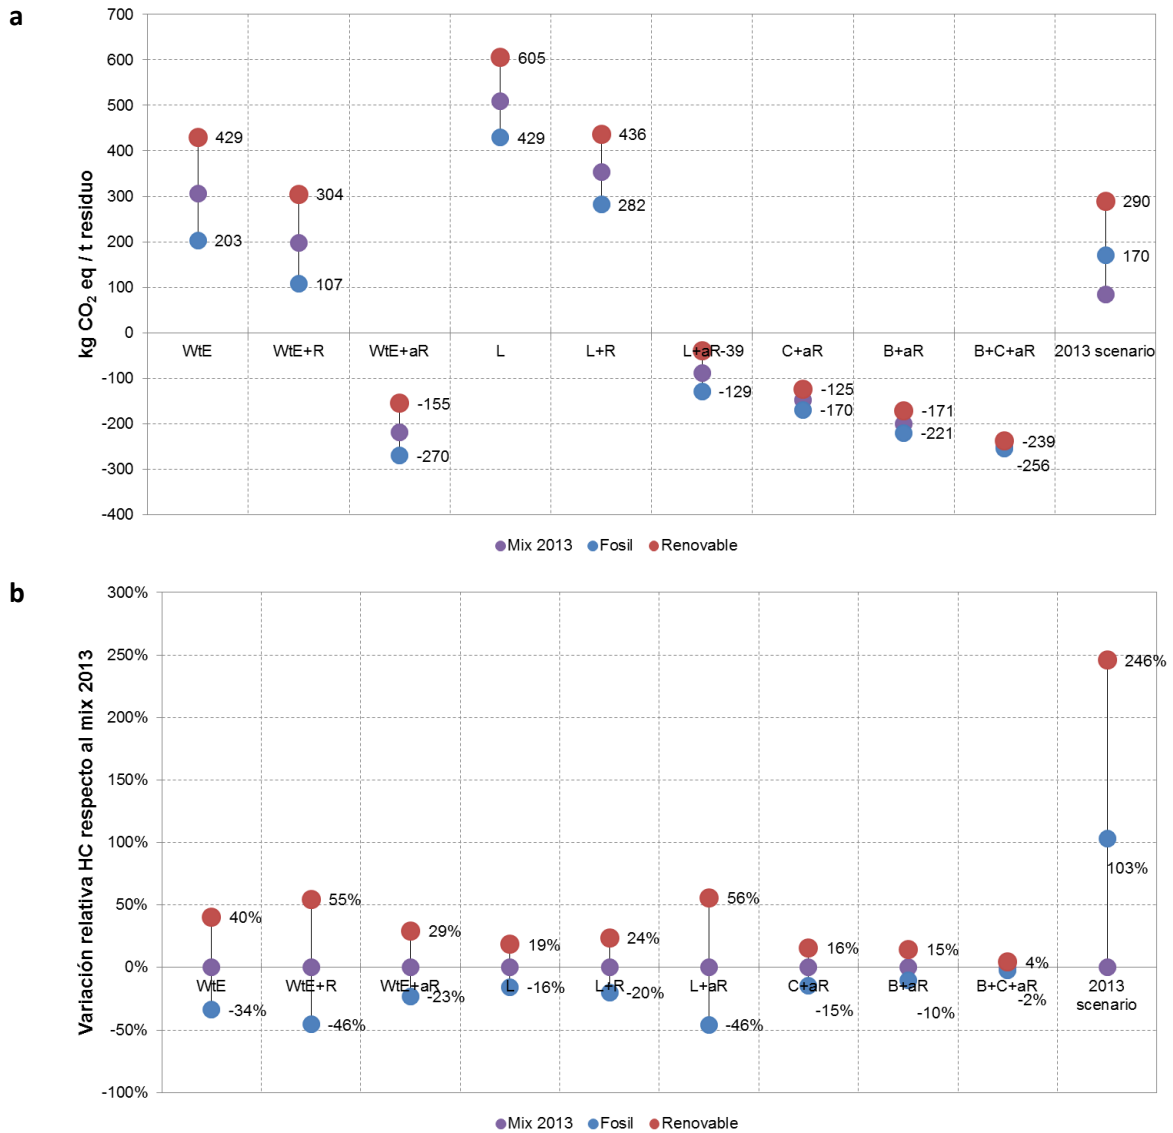 a
kg CO₂ eq / t residuo
700
600
500
400
300
200
100
0
-100
-200
-300
-400
429
203
304
107
-155
-270
605
429
436
282
-39
-129
-125
-170
-171
-221
-239
-256
290
170
WtE
WtE+R
WtE+aR
L
L+R
L+aR
C+aR
B+aR
B+C+aR
2013 scenario
Mix 2013
Fosil
Renovable
b
Variación relativa HC respecto al mix 2013
300%
250%
200%
150%
100%
50%
0%
-50%
-100%
40%
-34%
55%
-46%
29%
-23%
19%
-16%
24%
-20%
56%
-46%
16%
-15%
15%
-10%
4%
-2%
246%
103%
WtE
WtE+R
WtE+aR
L
L+R
L+aR
C+aR
B+aR
B+C+aR
2013
scenario
Mix 2013
Fosil
Renovable